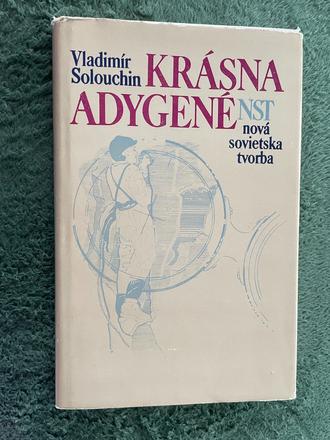 Vladimír
Solouchin KRÁSNA
ADYGENÉ NST
nová
sovietska
tvorba